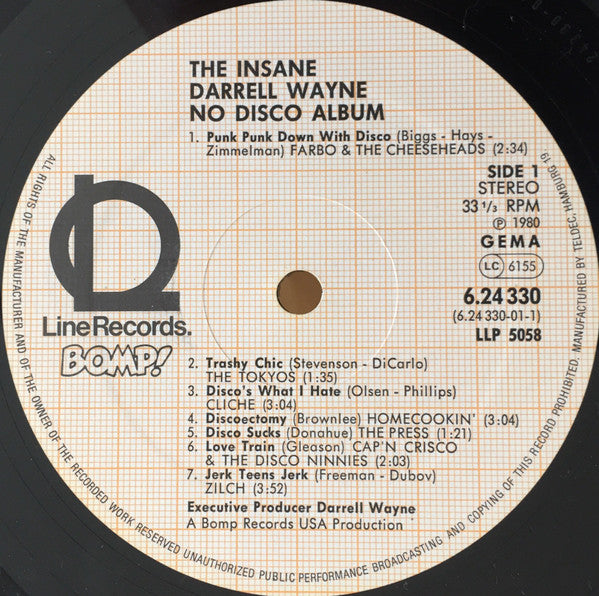 THE INSANE
DARRELL WAYNE
NO DISCO ALBUM
1. Punk Punk Down With Disco (Biggs - Hays -
Zimmelman) FARBO & THE CHEESEHEADS (2:34)
SIDE 1
STEREO
33 1/3 RPM
℗ 1980
GEMA
LC 6155
6.24 330
(6.24 330-01-1)
LLP 5058
LineRecords.
BOMP!
2. Trashy Chic (Stevenson - DiCarlo)
THE TOKYOS (1:35)
3. Disco's What I Hate (Olsen - Phillips)
CLICHE (3:04)
4. Discoectomy (Brownlee) HOMECOOKIN' (3:04)
5. Disco Sucks (Donahue) THE PRESS (1:21)
6. Love Train (Gleason) CAP'N CRISCO
& THE DISCO NINNIES (2:03)
7. Jerk Teens Jerk (Freeman - Dubov)
ZILCH (3:52)
Executive Producer Darrell Wayne
A Bomp Records USA Production
ALL RIGHTS OF THE MANUFACTURER AND OF THE OWNER OF THE RECORDED WORK RESERVED UNAUTHORIZED PUBLIC PERFORMANCE BROADCASTING AND COPYING OF THIS RECORD PROHIBITED. MANUFACTURED BY TELDEC, HAMBURG 19